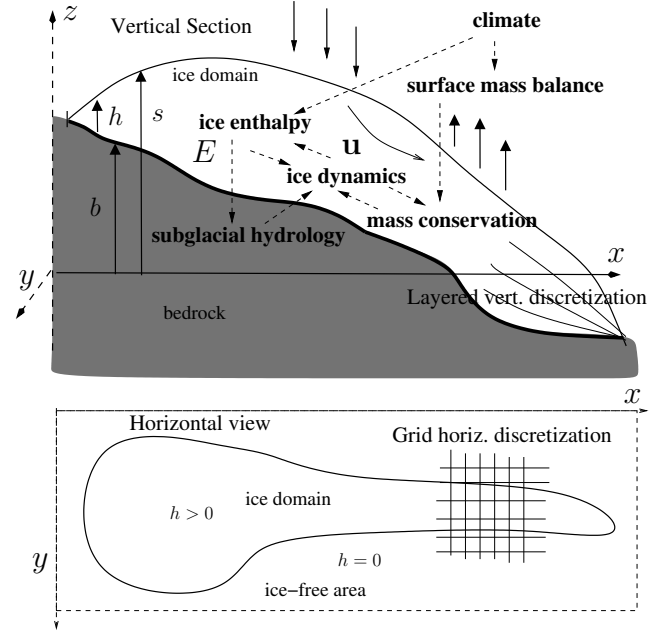 z
Vertical Section
climate
ice domain
surface mass balance
h
s
ice enthalpy
E
u
ice dynamics
b
mass conservation
subglacial hydrology
y
x
Layered vert. discretization
bedrock
x
Horizontal view
Grid horiz. discretization
ice domain
h > 0
y
h = 0
ice−free area